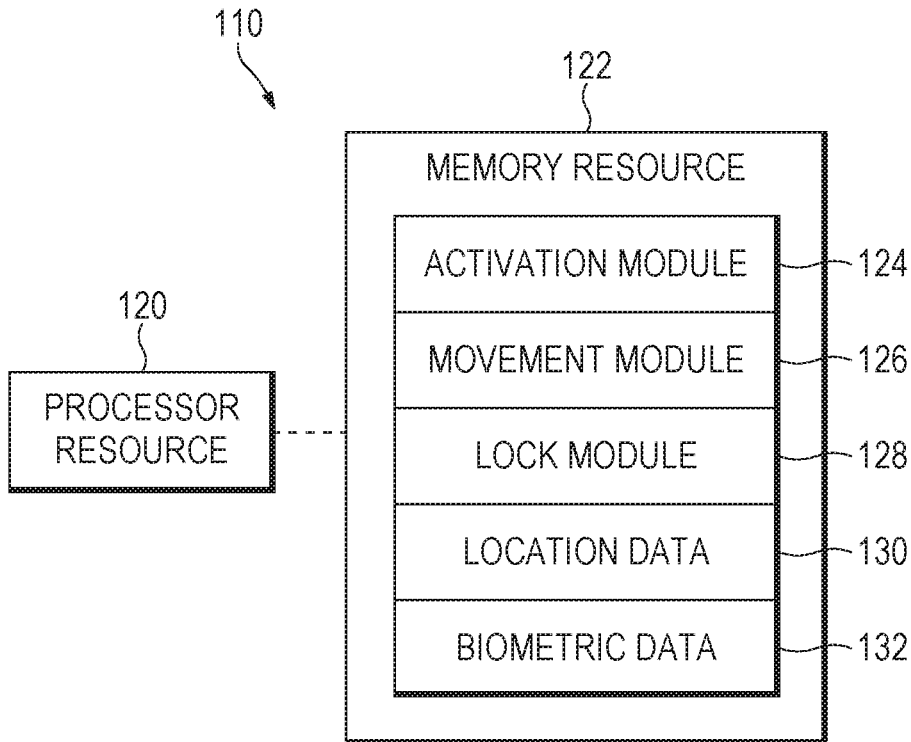 110
122
MEMORY RESOURCE
ACTIVATION MODULE
124
120
MOVEMENT MODULE
126
PROCESSOR
RESOURCE
LOCK MODULE
128
LOCATION DATA
130
BIOMETRIC DATA
132